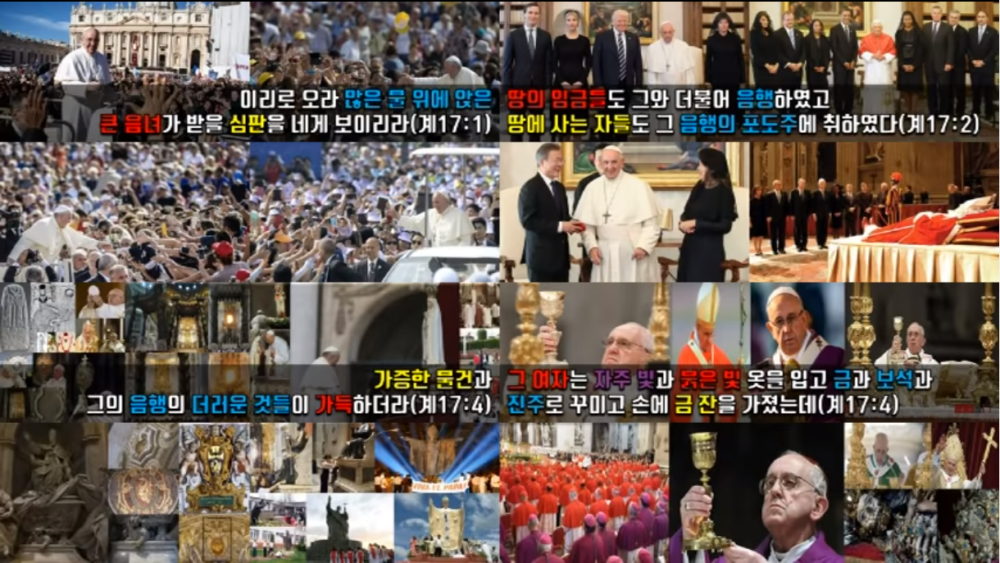 이리로 오라 많은 물 위에 앉은
큰 음녀가 받을 심판을 네게 보이리라(계17:1)
땅의 임금들도 그와 더불어 음행하였고
땅에 사는 자들도 그 음행의 포도주에 취하였다(계17:2)
가증한 물건과
그의 음행의 더러운 것들이 가득하더라(계17:4)
그 여자는 자주 빛과 붉은 빛 옷을 입고 금과 보석과
진주로 꾸미고 손에 금 잔을 가졌는데(계17:4)
VIVA EL PAPA!